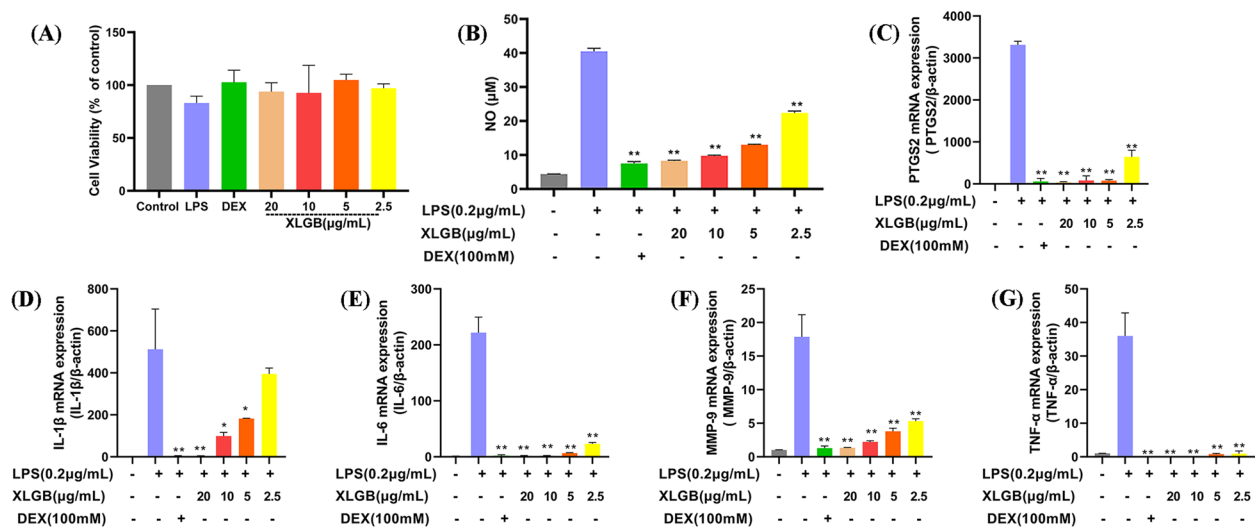 (A)
Cell Viability (% of control)
150
100
50
0
Control LPS DEX 20 10 5 2.5
XLGB(μg/mL)
(B)
NO (μM)
50
40
30
20
10
0
** ** ** ** **
LPS(0.2μg/mL) - + + + + + +
XLGB(μg/mL) - - - 20 10 5 2.5
DEX(100mM) - - + - - - -
(C)
PTGS2 mRNA expression
( PTGS2/β-actin)
4000
3000
2000
1000
0
** ** ** ** **
LPS(0.2μg/mL) - + + + + + +
XLGB(μg/mL) - - - 20 10 5 2.5
DEX(100mM) - - + - - - -
(D)
IL-1β mRNA expression
(IL-1β/β-actin)
800
600
400
200
0
** ** * *
LPS(0.2μg/mL) - + + + + + +
XLGB(μg/mL) - - - 20 10 5 2.5
DEX(100mM) - - + - - - -
(E)
IL-6 mRNA expression
(IL-6/β-actin)
300
200
100
0
** ** ** ** **
LPS(0.2μg/mL) - + + + + + +
XLGB(μg/mL) - - - 20 10 5 2.5
DEX(100mM) - - + - - - -
(F)
MMP-9 mRNA expression
( MMP-9/β-actin)
25
20
15
10
5
0
** ** ** ** **
LPS(0.2μg/mL) - + + + + + +
XLGB(μg/mL) - - - 20 10 5 2.5
DEX(100mM) - - + - - - -
(G)
TNF-α mRNA expression
(TNF-α/β-actin)
50
40
30
20
10
0
** ** ** ** **
LPS(0.2μg/mL) - + + + + + +
XLGB(μg/mL) - - - 20 10 5 2.5
DEX(100mM) - - + - - - -